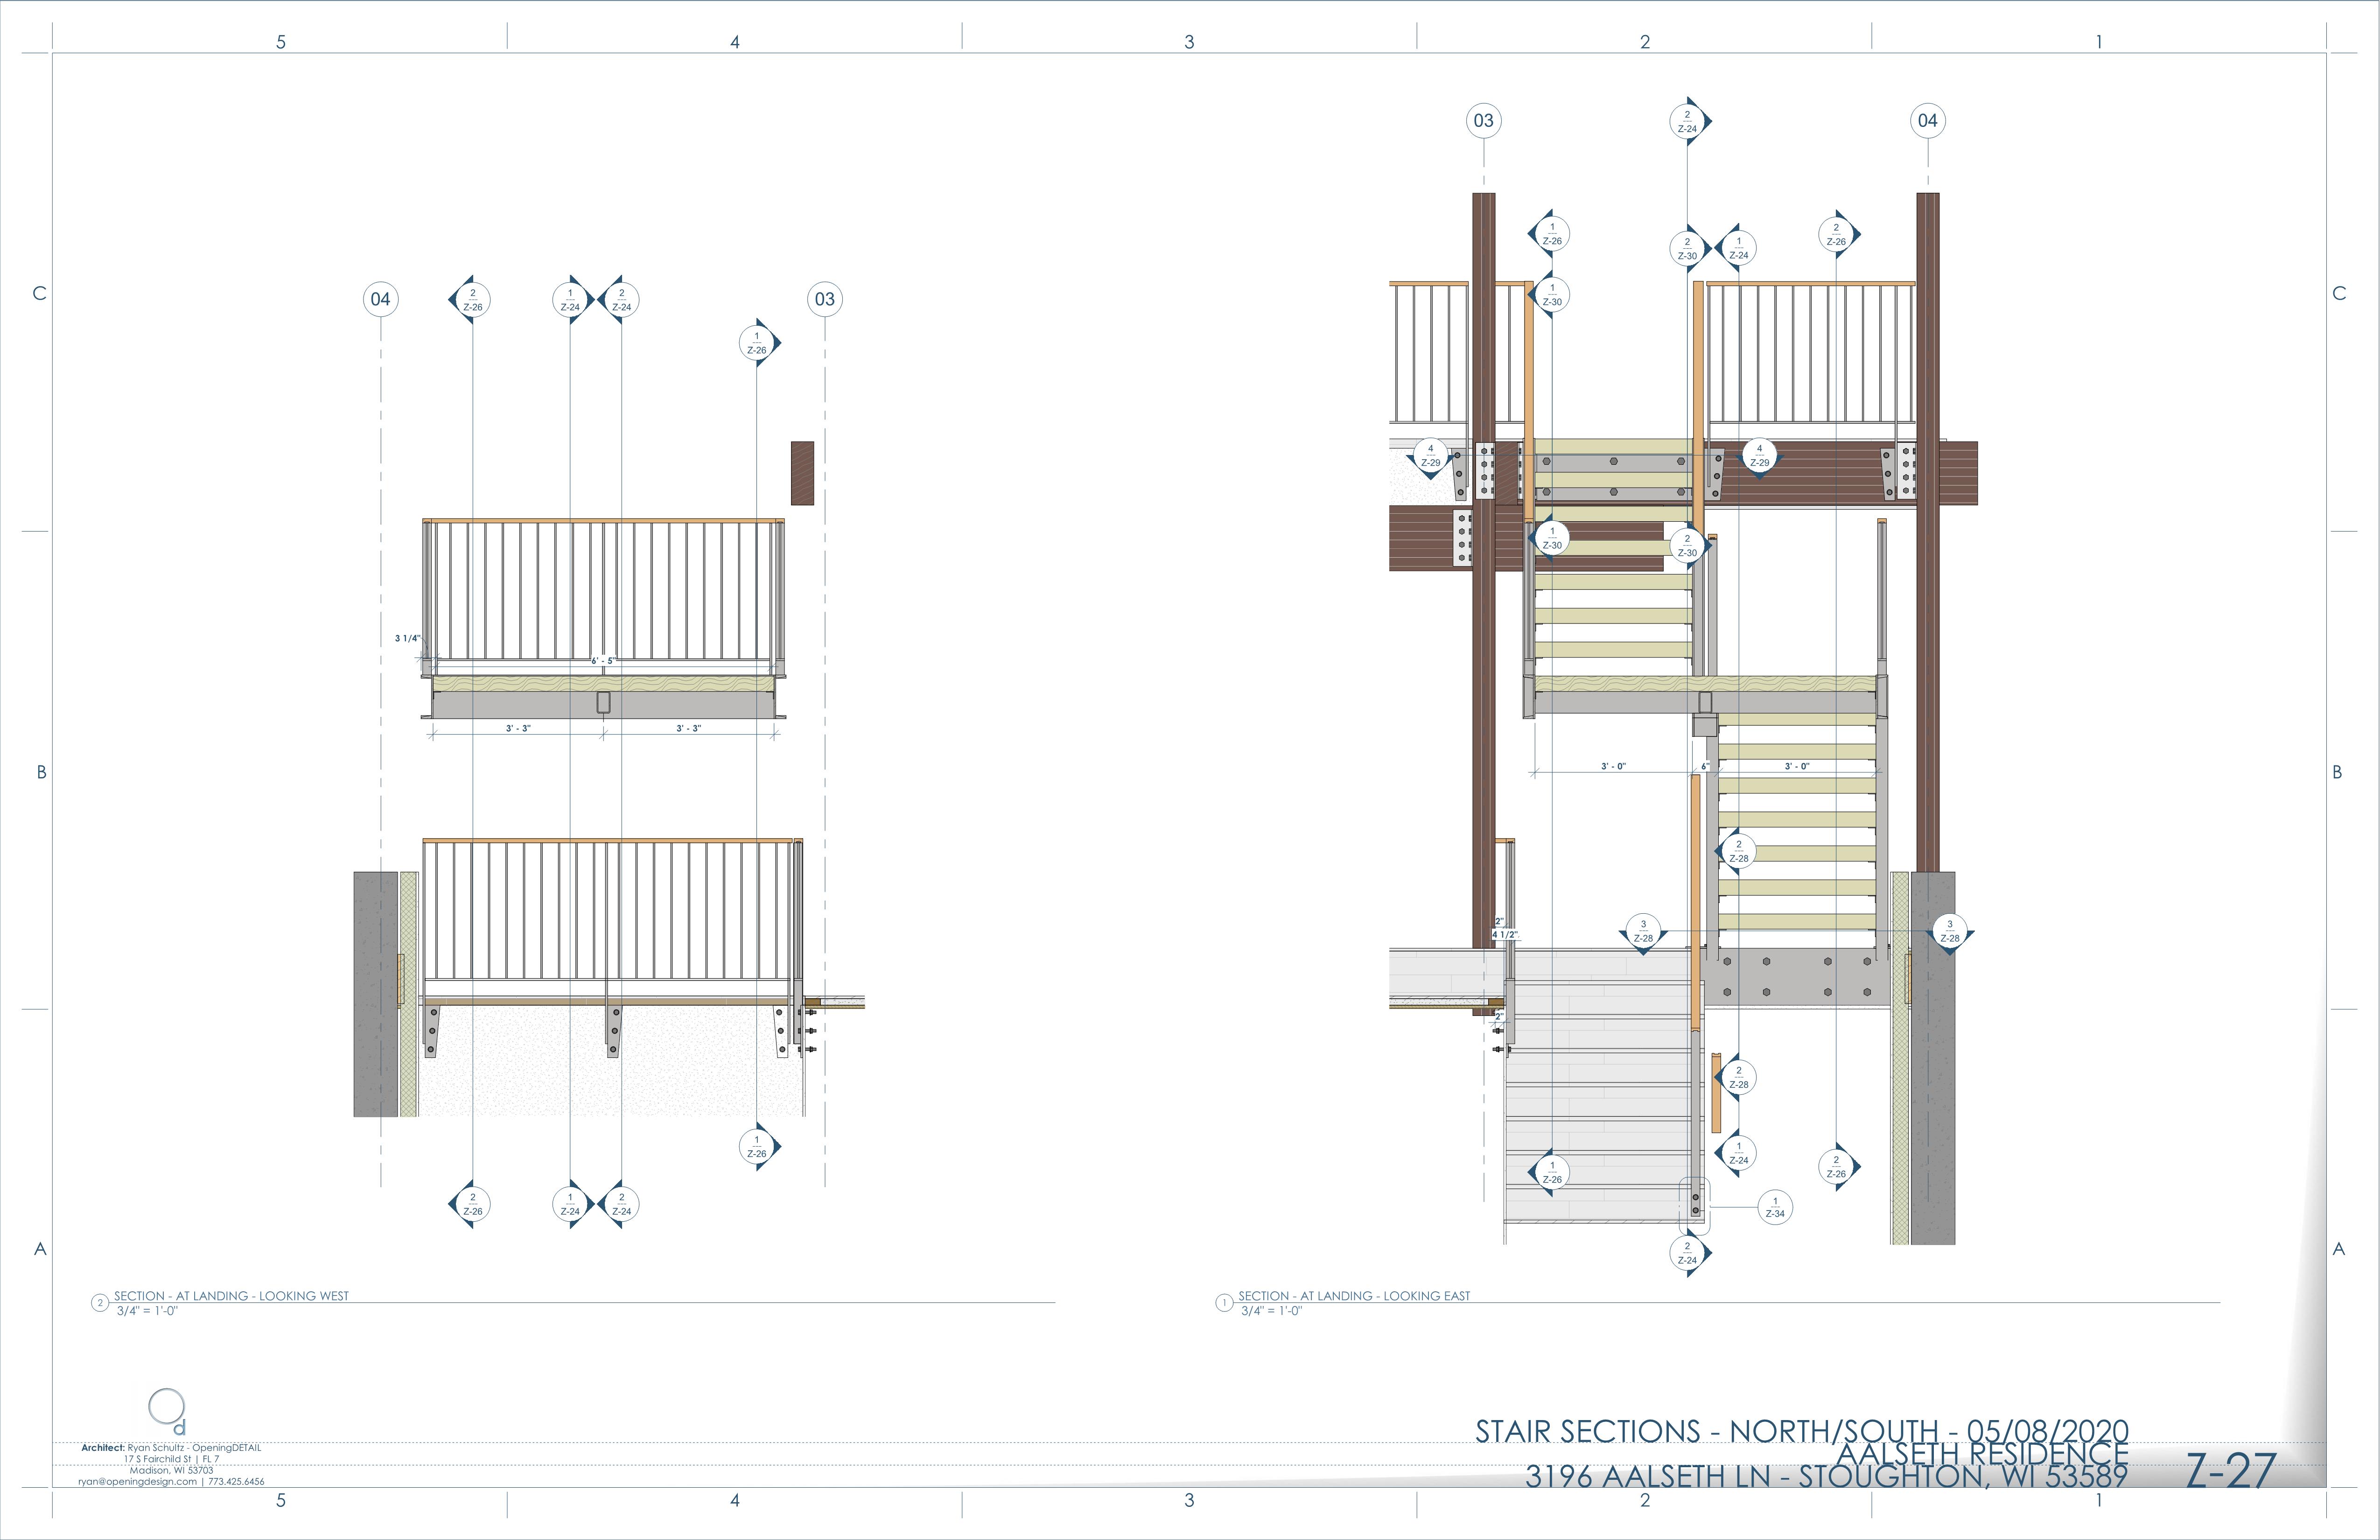 5 4 3 2 1
C
C
B
B
A
A
04
2
Z-26
1
Z-24
2
Z-24
03
1
Z-26
3 1/4"
6' - 5"
3' - 3"
3' - 3"
1
Z-26
2
Z-26
1
Z-24
2
Z-24
2 SECTION - AT LANDING - LOOKING WEST
3/4" = 1'-0"
03
2
Z-24
04
1
Z-26
2
Z-30
1
Z-24
2
Z-26
1
Z-30
4
Z-29
4
Z-29
1
Z-30
2
Z-30
3' - 0"
6"
3' - 0"
2
Z-28
2"
4 1/2"
3
Z-28
3
Z-28
2"
2
Z-28
1
Z-24
1
Z-26
2
Z-26
1
Z-34
2
Z-24
1 SECTION - AT LANDING - LOOKING EAST
3/4" = 1'-0"
d
Architect: Ryan Schultz - OpeningDETAIL
17 S Fairchild St | FL 7
Madison, WI 53703
ryan@openingdesign.com | 773.425.6456
STAIR SECTIONS - NORTH/SOUTH - 05/08/2020
AALSETH RESIDENCE
3196 AALSETH LN - STOUGHTON, WI 53589
Z-27
5 4 3 2 1